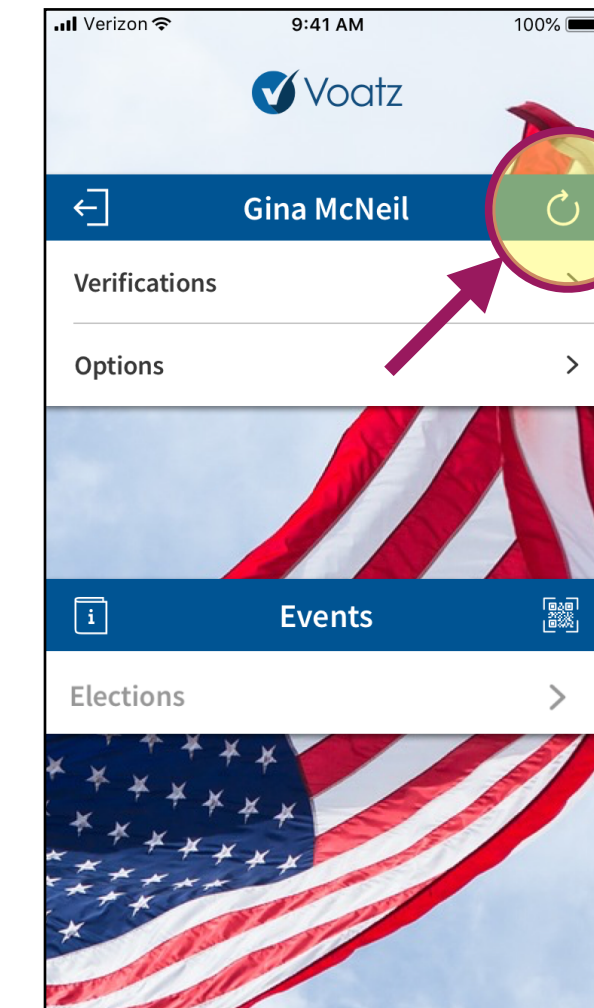 Verizon 9:41 AM 100%
Voatz
Gina McNeil
Verifications
Options
i Events
Elections